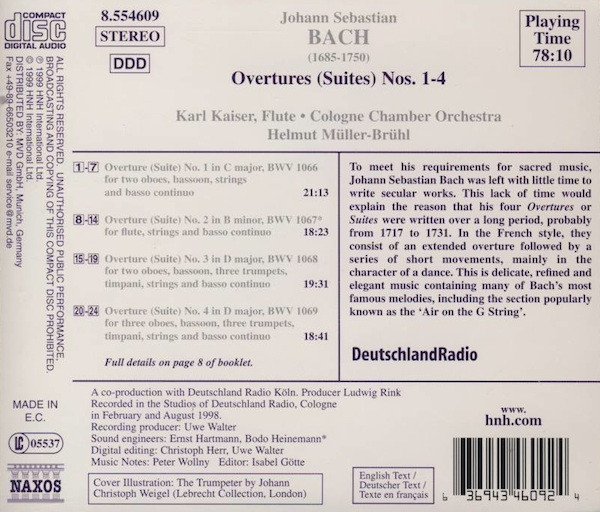 COMPACT
disc
DIGITAL AUDIO
8.554609
STEREO
DDD
Johann Sebastian
BACH
(1685-1750)
Overtures (Suites) Nos. 1-4
Playing
Time
78:10
Karl Kaiser, Flute • Cologne Chamber Orchestra
Helmut Müller-Brühl
1-7 Overture (Suite) No. 1 in C major, BWV 1066
for two oboes, bassoon, strings
and basso continuo 21:13
8-14 Overture (Suite) No. 2 in B minor, BWV 1067*
for flute, strings and basso continuo 18:23
15-19 Overture (Suite) No. 3 in D major, BWV 1068
for two oboes, bassoon, three trumpets,
timpani, strings and basso continuo 19:31
20-24 Overture (Suite) No. 4 in D major, BWV 1069
for three oboes, bassoon, three trumpets,
timpani, strings and basso continuo 18:41
Full details on page 8 of booklet.
To meet his requirements for sacred music,
Johann Sebastian Bach was left with little time to
write secular works. This lack of time would
explain the reason that his four Overtures or
Suites were written over a long period, probably
from 1717 to 1731. In the French style, they
consist of an extended overture followed by a
series of short movements, mainly in the
character of a dance. This is delicate, refined and
elegant music containing many of Bach's most
famous melodies, including the section popularly
known as the 'Air on the G String'.
DeutschlandRadio
A co-production with Deutschland Radio Köln. Producer Ludwig Rink
Recorded in the Studios of Deutschland Radio, Cologne
in February and August 1998.
Recording producer: Uwe Walter
Sound engineers: Ernst Hartmann, Bodo Heinemann*
Digital editing: Christoph Herr, Uwe Walter
Music Notes: Peter Wollny Editor: Isabel Götte
Cover Illustration: The Trumpeter by Johann
Christoph Weigel (Lebrecht Collection, London)
English Text /
Deutscher Text /
Texte en français
www.
hnh.com
6 36943 46092 4
ALL RIGHTS RESERVED. UNAUTHORISED PUBLIC PERFORMANCE,
BROADCASTING AND COPYING OF THIS COMPACT DISC PROHIBITED.
℗ 1999 HNH International Ltd
© 1999 HNH International Ltd.
DISTRIBUTED BY: MVD GmbH, Munich, Germany
Fax +49-89-66503210 e-mail service@mvd.de
MADE IN
E.C.
LC 05537
NAXOS